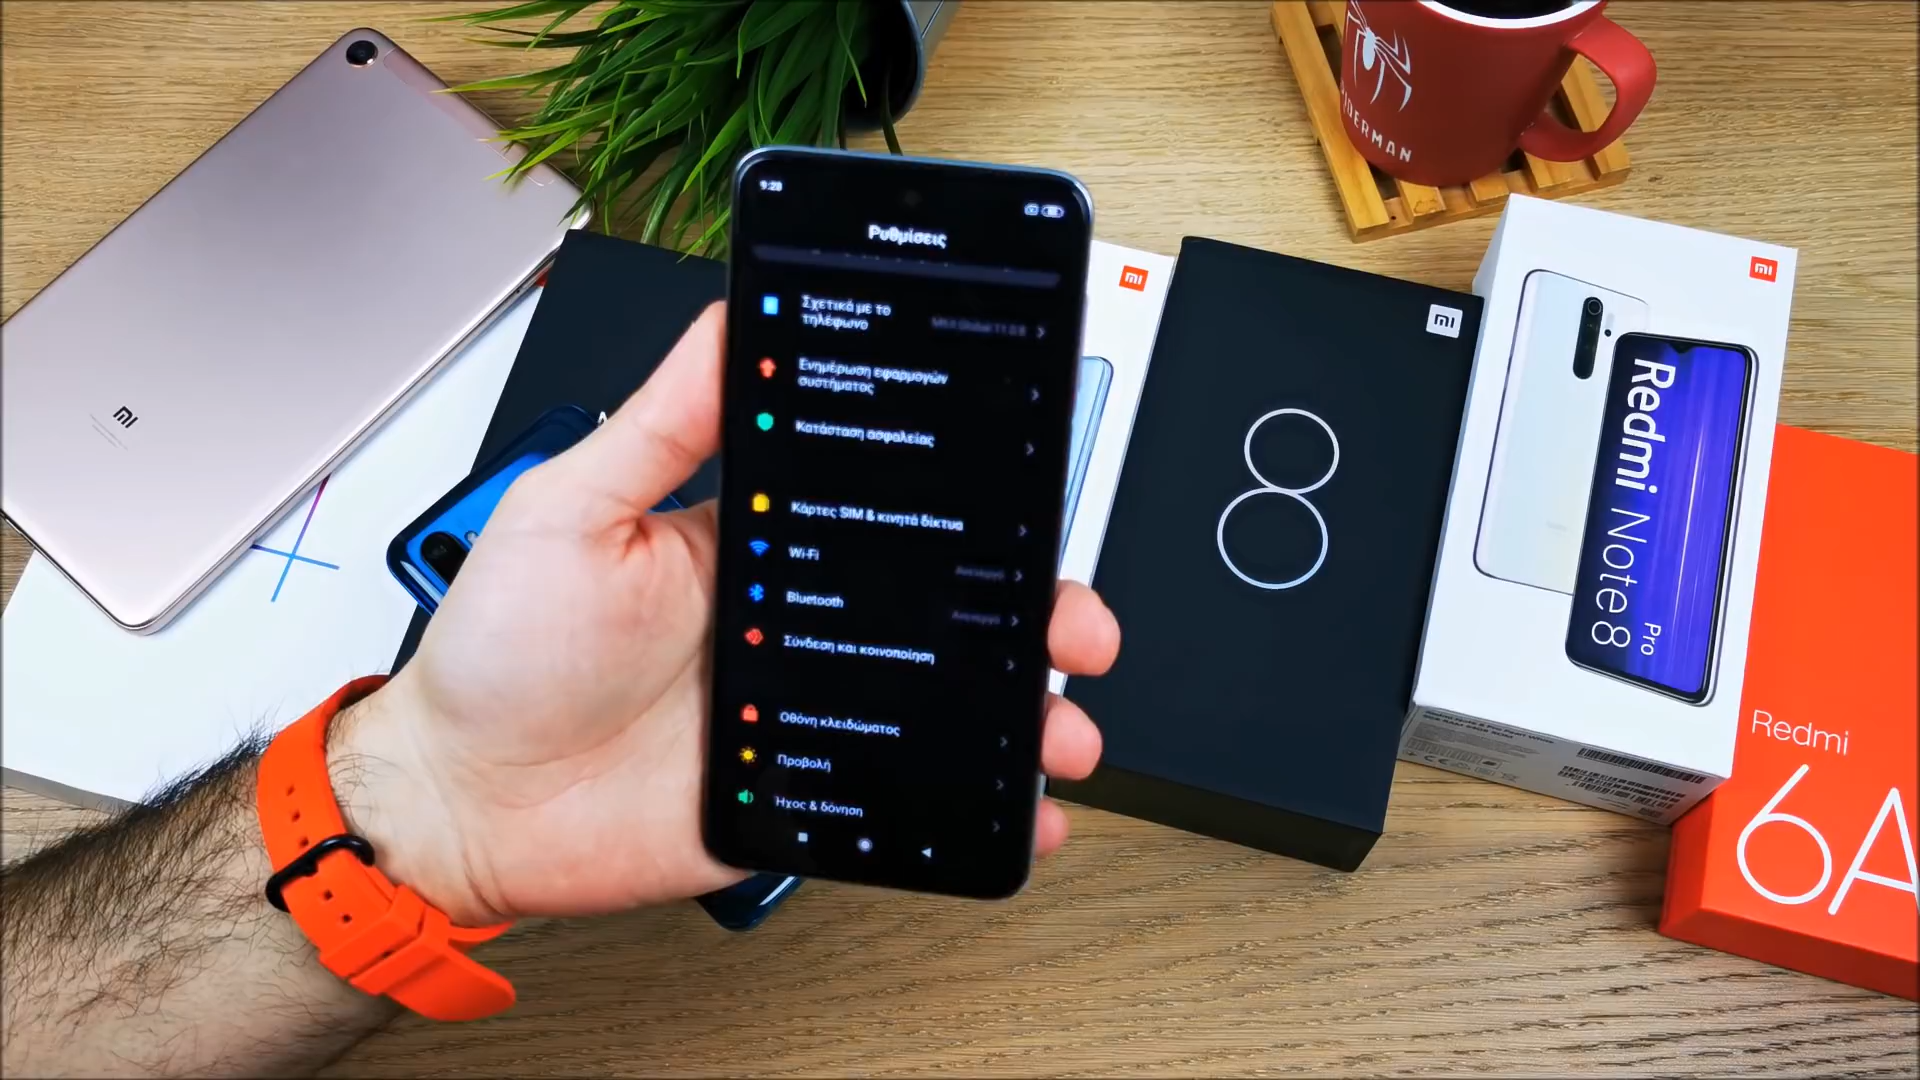 9:28
Ρυθμίσεις
Σχετικά με το
τηλέφωνο
Ενημέρωση εφαρμογών
συστήματος
Κατάσταση ασφαλείας
Κάρτες SIM & κινητά δίκτυα
Wi-Fi
Bluetooth
Σύνδεση και κοινοποίηση
Οθόνη κλειδώματος
Προβολή
Ήχος & δόνηση
SPIDERMAN
mi
mi
mi
mi
8
Redmi Note 8
Pro
Redmi
6A